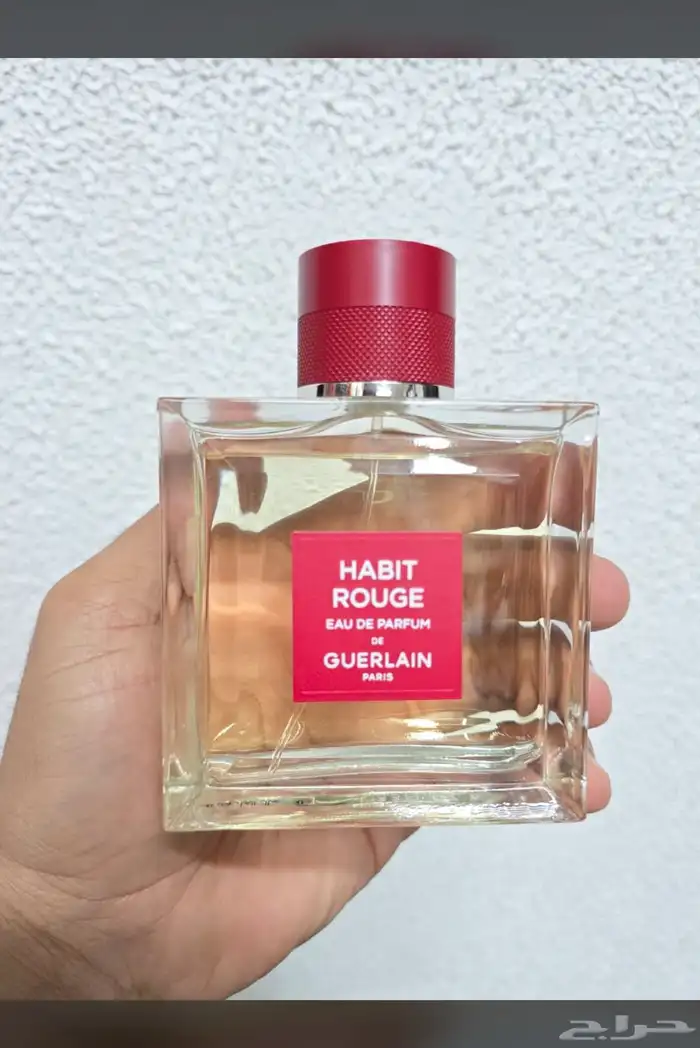 HABIT
ROUGE
EAU DE PARFUM
DE
GUERLAIN
PARIS
حراج